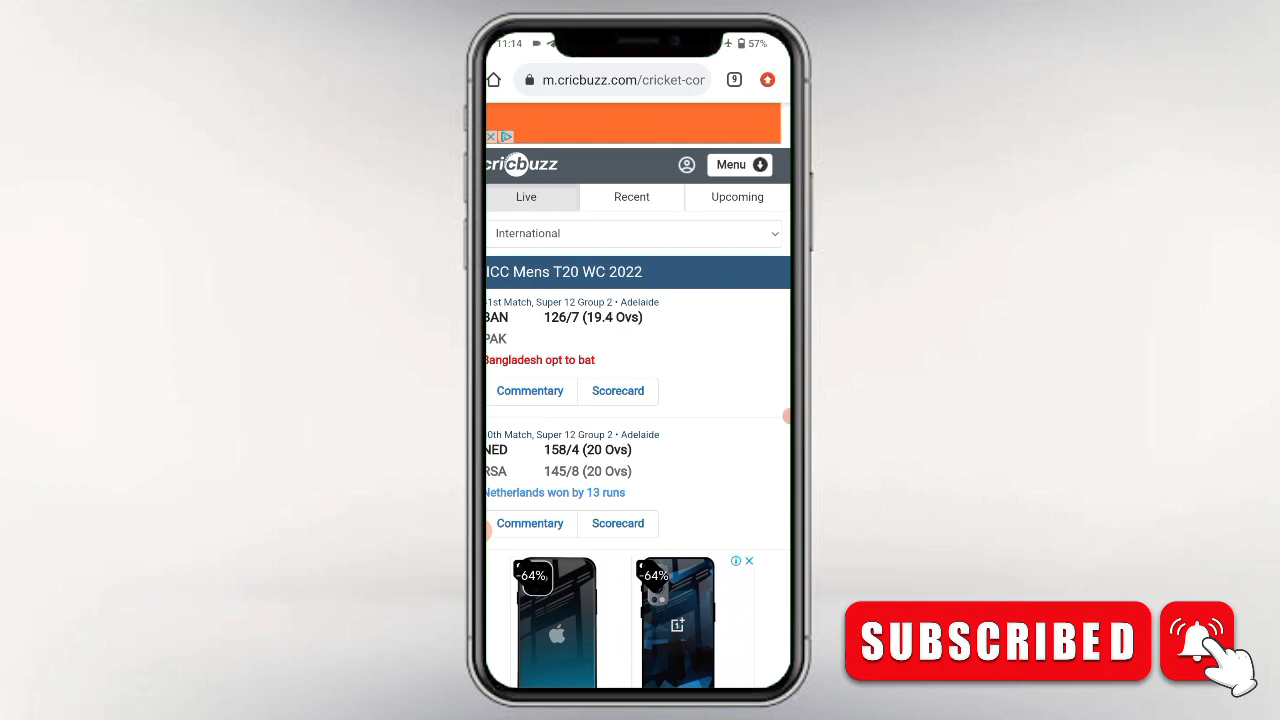 11:14
57%
m.cricbuzz.com/cricket-cor
9
cricbuzz
Menu
Live
Recent
Upcoming
International
ICC Mens T20 WC 2022
1st Match, Super 12 Group 2 • Adelaide
BAN 126/7 (19.4 Ovs)
PAK
Bangladesh opt to bat
Commentary
Scorecard
0th Match, Super 12 Group 2 • Adelaide
NED 158/4 (20 Ovs)
RSA 145/8 (20 Ovs)
Netherlands won by 13 runs
Commentary
Scorecard
-64%
-64%
1+
SUBSCRIBED